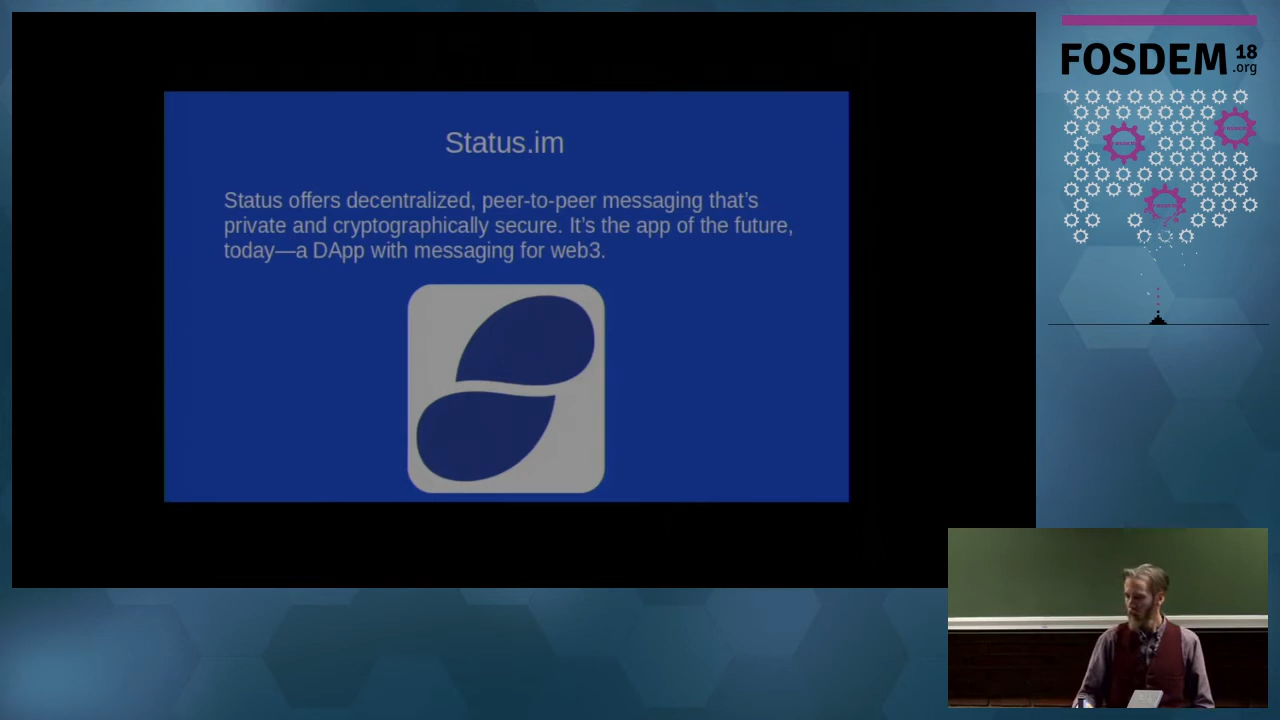 Status.im
Status offers decentralized, peer-to-peer messaging that’s
private and cryptographically secure. It’s the app of the future,
today—a DApp with messaging for web3.
FOSDEM 18
.org